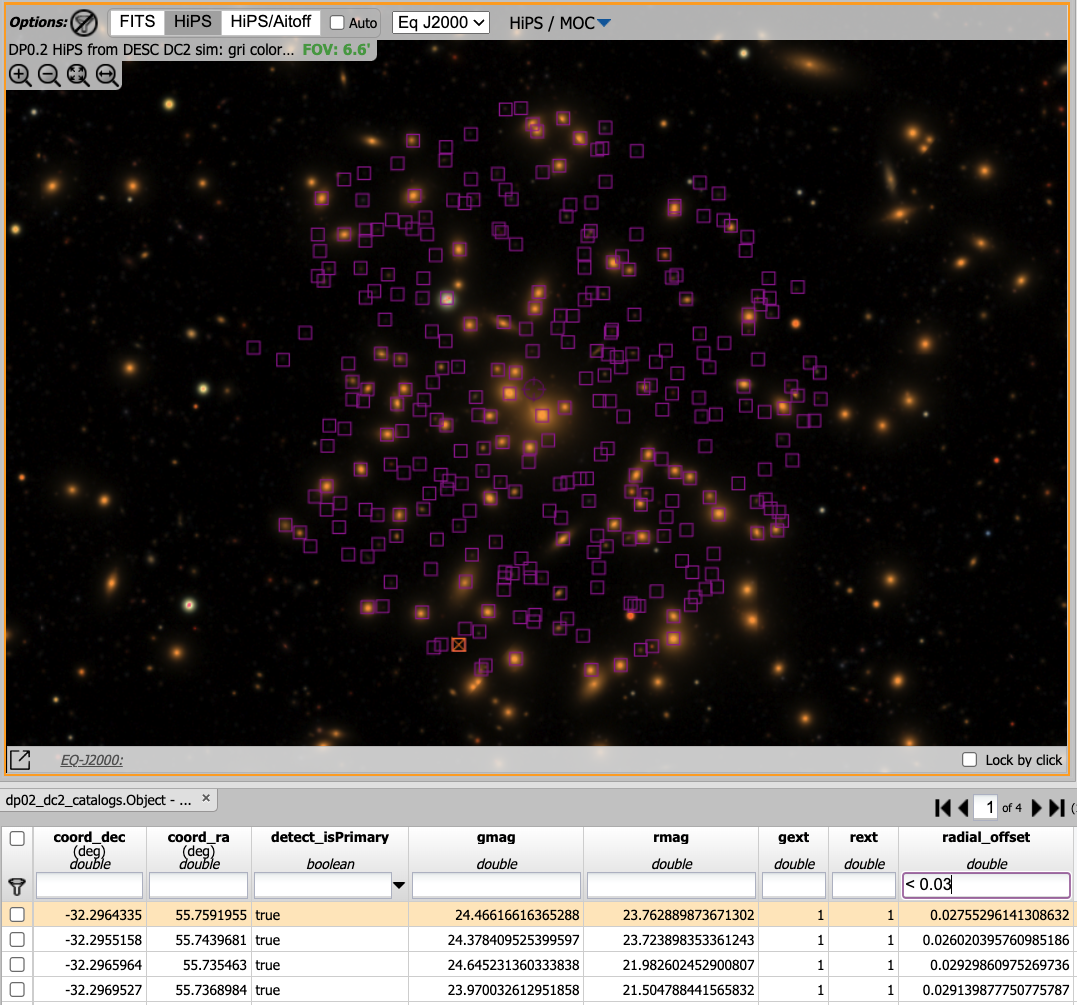 Options: FITS HiPS HiPS/Aitoff Auto Eq J2000 HiPS / MOC
DP0.2 HiPS from DESC DC2 sim: gri color... FOV: 6.6'
EQ-J2000: Lock by click
dp02_dc2_catalogs.Object - ... × 1 of 4 (
coord_dec coord_ra detect_isPrimary gmag rmag gext rext radial_offset
(deg) (deg)
double double boolean double double double double double
< 0.03
-32.2964335 55.7591955 true 24.46616616365288 23.762889873671302 1 1 0.02755296141308632
-32.2955158 55.7439681 true 24.378409525399597 23.723898353361243 1 1 0.026020395760985186
-32.2965964 55.735463 true 24.645231360333838 21.982602452900807 1 1 0.02929860975269736
-32.2969527 55.7368984 true 23.970032612951858 21.504788441565832 1 1 0.029139877750775787